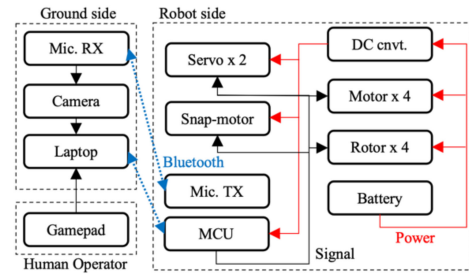 Ground side
Robot side
Mic. RX
Camera
Laptop
Gamepad
Human Operator
Servo x 2
Snap-motor
Bluetooth
Mic. TX
MCU
DC cnvt.
Motor x 4
Rotor x 4
Battery
Power
Signal